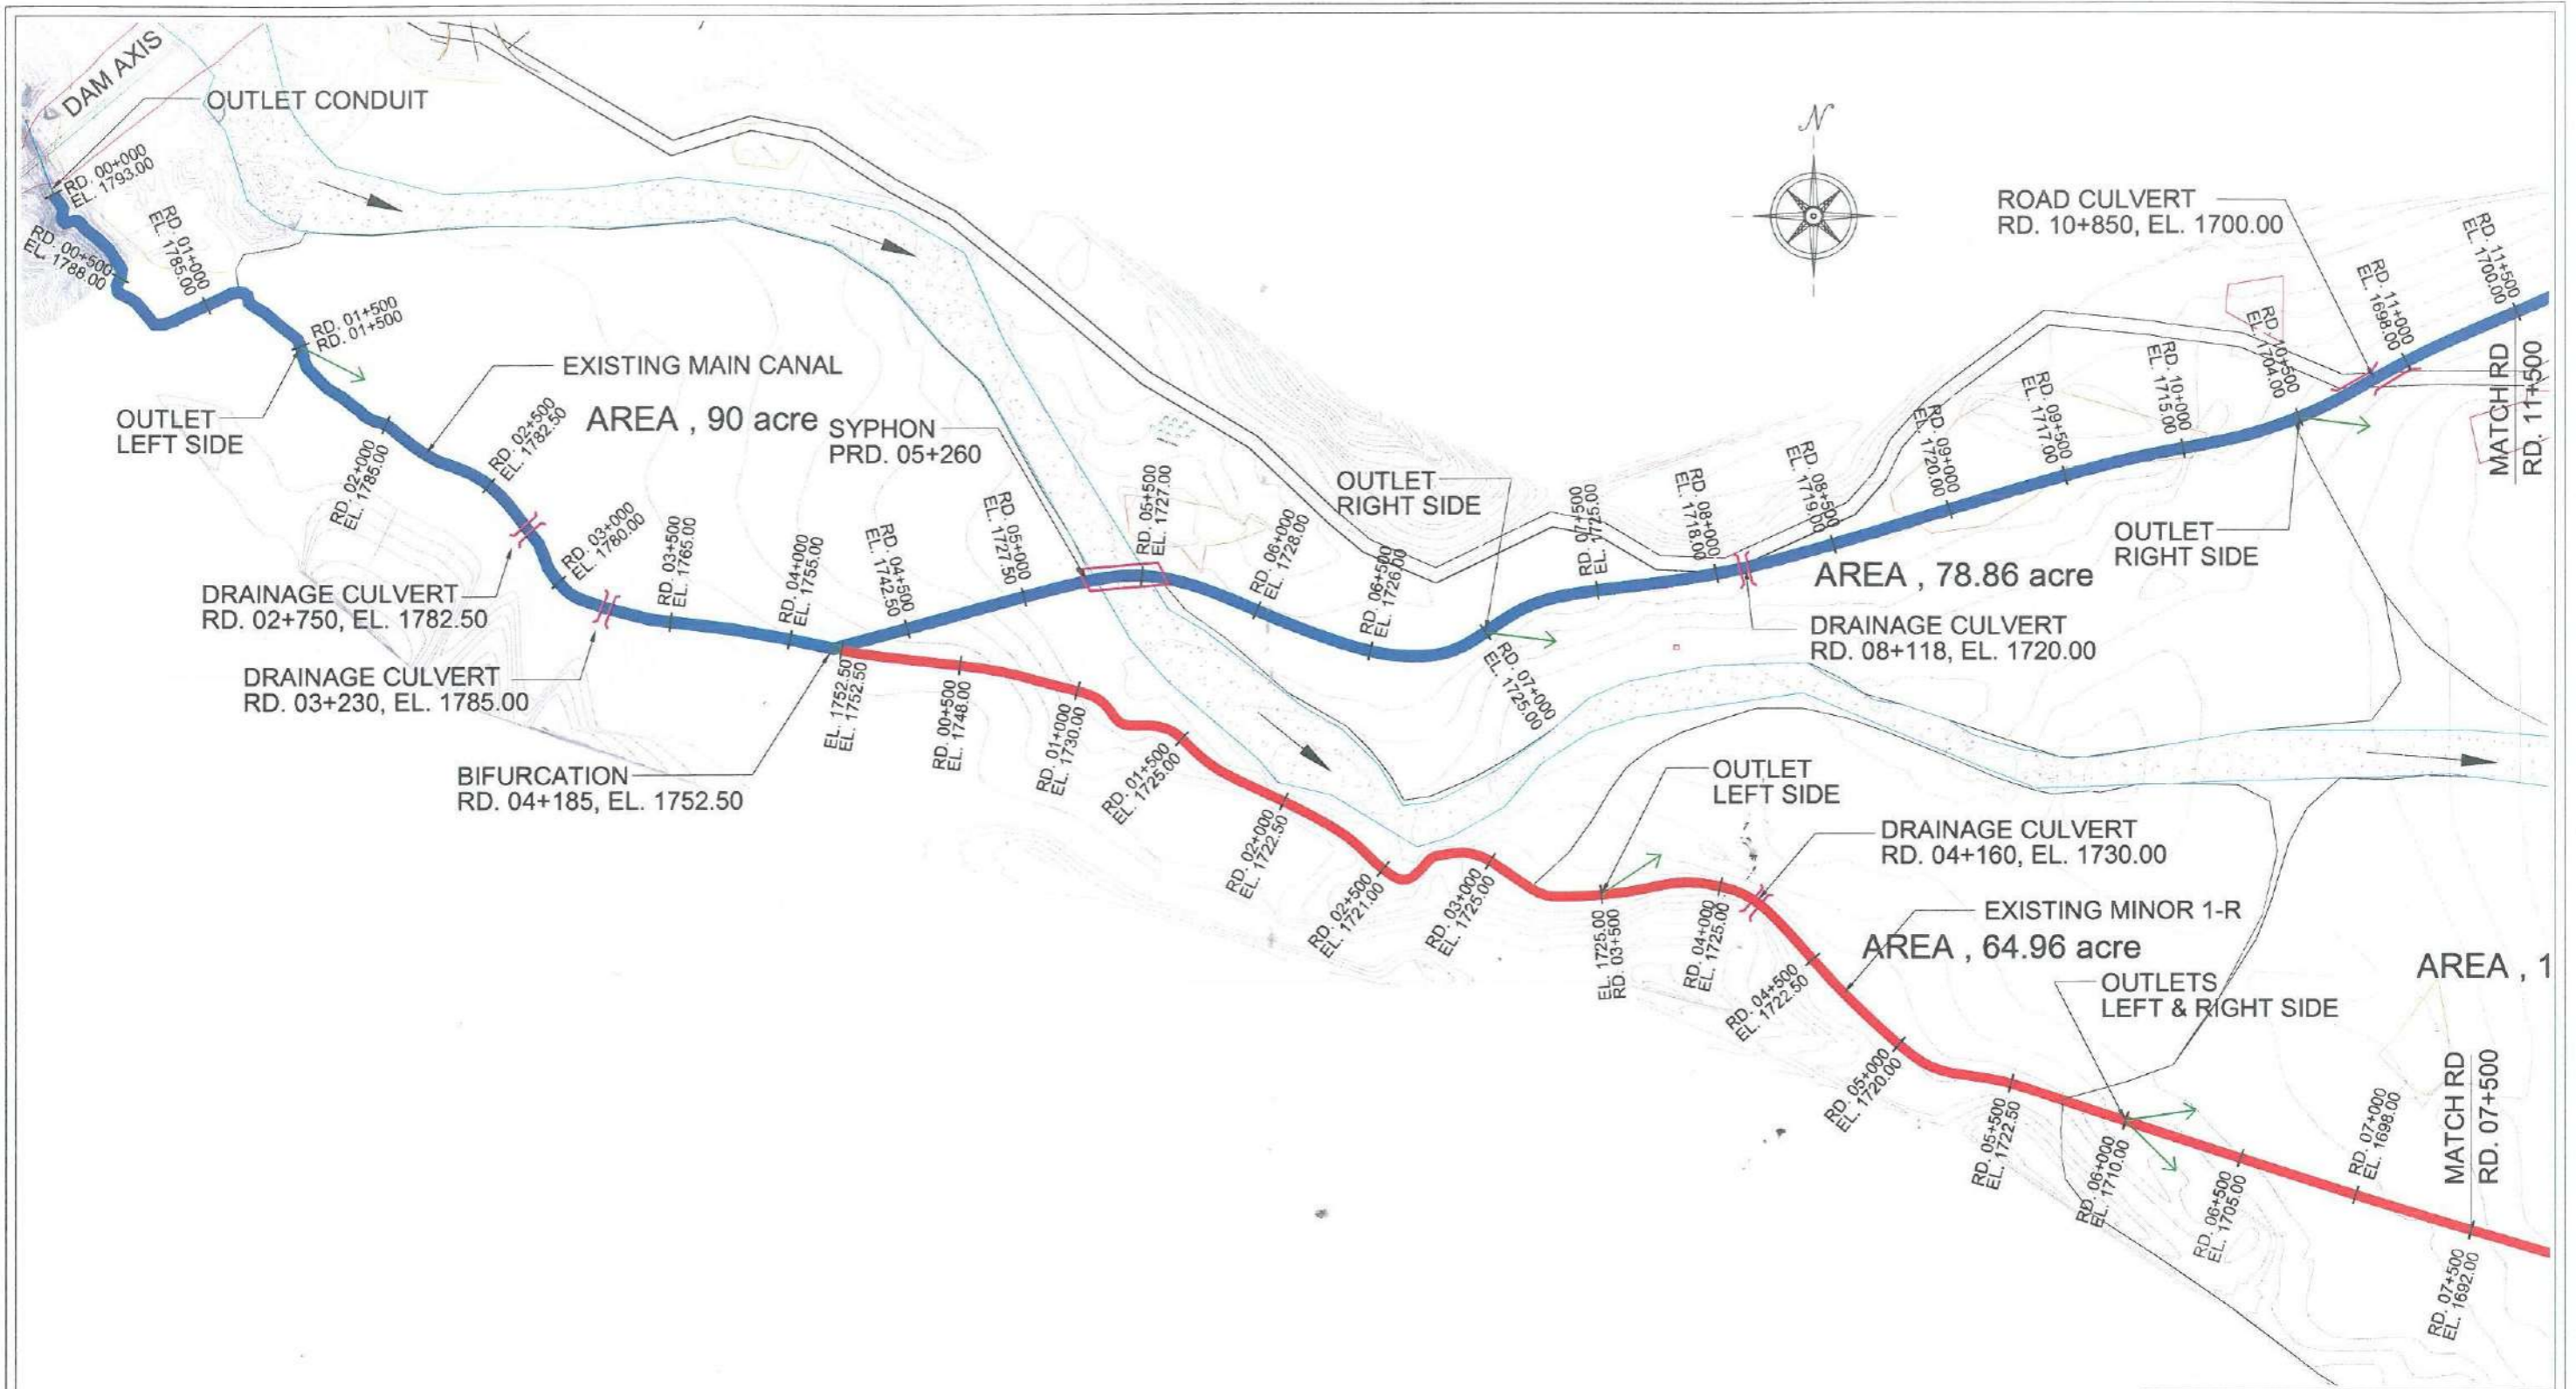 DAM AXIS
OUTLET CONDUIT
RD. 00+000
EL. 1793.00
RD. 00+500
EL. 1788.00
RD. 01+000
EL. 1785.00
RD. 01+500
RD. 01+500
OUTLET
LEFT SIDE
EXISTING MAIN CANAL
AREA , 90 acre
RD. 02+000
EL. 1785.00
RD. 02+500
EL. 1782.50
DRAINAGE CULVERT
RD. 02+750, EL. 1782.50
RD. 03+000
EL. 1780.00
DRAINAGE CULVERT
RD. 03+230, EL. 1785.00
RD. 03+500
EL. 1765.00
RD. 04+000
EL. 1755.00
BIFURCATION
RD. 04+185, EL. 1752.50
RD. 04+500
EL. 1742.50
RD. 05+000
EL. 1727.50
SYPHON
PRD. 05+260
RD. 05+500
EL. 1727.00
RD. 06+000
EL. 1728.00
RD. 06+500
EL. 1726.00
OUTLET
RIGHT SIDE
RD. 07+000
EL. 1725.00
RD. 07+500
EL. 1725.00
RD. 08+000
EL. 1718.00
DRAINAGE CULVERT
RD. 08+118, EL. 1720.00
AREA , 78.86 acre
RD. 08+500
EL. 1719.00
RD. 09+000
EL. 1720.00
RD. 09+500
EL. 1717.00
RD. 10+000
EL. 1715.00
RD. 10+500
EL. 1704.00
OUTLET
RIGHT SIDE
N
ROAD CULVERT
RD. 10+850, EL. 1700.00
RD. 11+000
EL. 1698.00
RD. 11+500
EL. 1700.00
MATCH RD
RD. 11+500
EL. 1752.50
EL. 1752.50
RD. 00+500
EL. 1748.00
RD. 01+000
EL. 1730.00
RD. 01+500
EL. 1725.00
RD. 02+000
EL. 1722.50
RD. 02+500
EL. 1721.00
RD. 03+000
EL. 1725.00
OUTLET
LEFT SIDE
EL. 1725.00
RD. 03+500
RD. 04+000
EL. 1725.00
DRAINAGE CULVERT
RD. 04+160, EL. 1730.00
EXISTING MINOR 1-R
AREA , 64.96 acre
RD. 04+500
EL. 1722.50
RD. 05+000
EL. 1720.00
RD. 05+500
EL. 1722.50
OUTLETS
LEFT & RIGHT SIDE
RD. 06+000
EL. 1710.00
RD. 06+500
EL. 1705.00
RD. 07+000
EL. 1698.00
AREA , 1
MATCH RD
RD. 07+500
RD. 07+500
EL. 1692.00